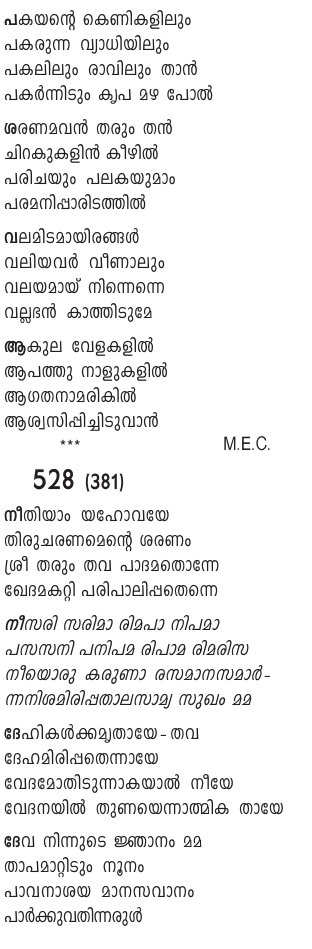 പകയന്റെ കെണികളിലും
പകരുന്ന വ്യാധിയിലും
പകലിലും രാവിലും താൻ
പകർന്നിടും കൃപ മഴ പോൽ
ശരണമവൻ തരും തൻ
ചിറകുകളിൻ കീഴിൽ
പരിചയും പലകയുമാം
പരമനിപ്പാരിടത്തിൽ
വലമിടമായിരങ്ങൾ
വലിയവർ വീണാലും
വലയമായ് നിന്നെന്നെ
വല്ലഭൻ കാത്തിടുമേ
ആകുല വേളകളിൽ
ആപത്തു നാളുകളിൽ
ആഗതനാമരികിൽ
ആശ്വസിപ്പിച്ചിടുവാൻ
*** M.E.C.
528 (381)
നീതിയാം യഹോവയേ
തിരുചരണമെന്റെ ശരണം
ശ്രീ തരും തവ പാദമതൊന്നേ
ഖേദമകറ്റി പരിപാലിപ്പതെന്നെ
നീസരി സരിമാ രിമപാ നിപമാ
പസസനി പനിപമ രിപാമ രിമരിസ
നീയൊരു കരുണാ രസമാനസമാർ-
ന്നനിശമിരിപ്പതാലസാമ്യ സുഖം മമ
ദേഹികൾക്കമൃതായേ - തവ
ദേഹമിരിപ്പതെന്നായേ
വേദമോതിടുന്നാകയാൽ നീയേ
വേദനയിൽ തുണയെന്നാത്മിക തായേ
ദേവ നിന്നുടെ ജ്ഞാനം മമ
താപമാറ്റിടും നൂനം
പാവനാശയ മാനസവാനം
പാർക്കുവതിന്നരുൾ